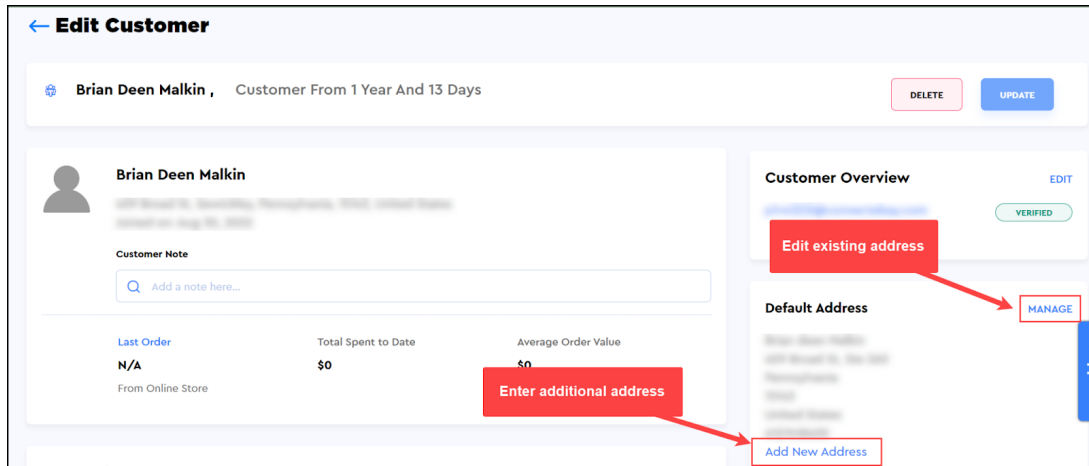 ← Edit Customer
Brian Deen Malkin , Customer From 1 Year And 13 Days
DELETE
UPDATE
Brian Deen Malkin
Customer Note
Add a note here...
Last Order
Total Spent to Date
Average Order Value
N/A
$0
$0
From Online Store
Customer Overview
EDIT
VERIFIED
Edit existing address
Default Address
MANAGE
Enter additional address
Add New Address